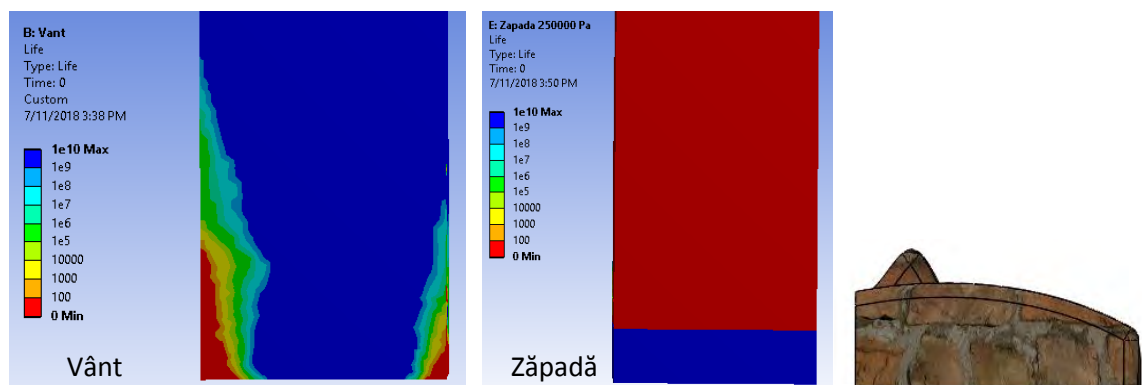 B: Vant
Life
Type: Life
Time: 0
Custom
7/11/2018 3:38 PM
1e10 Max
1e9
1e8
1e7
1e6
1e5
10000
1000
100
0 Min
Vânt
E: Zapada 250000 Pa
Life
Type: Life
Time: 0
7/11/2018 3:50 PM
1e10 Max
1e9
1e8
1e7
1e6
1e5
10000
1000
100
0 Min
Zăpadă